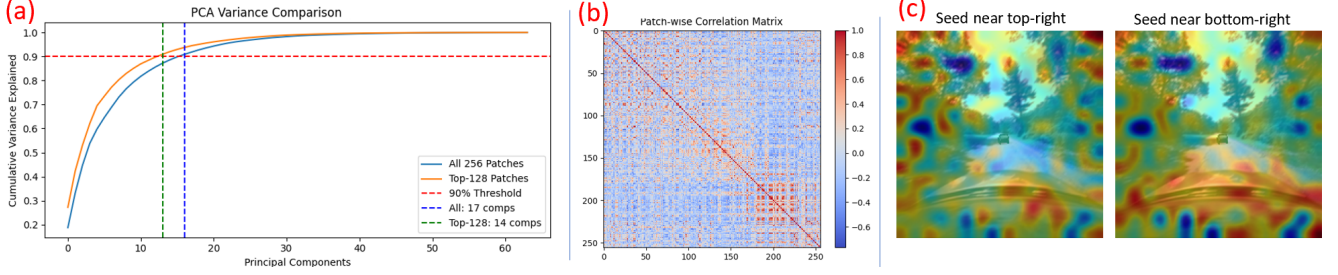 (a)
PCA Variance Comparison
Cumulative Variance Explained
1.0
0.9
0.8
0.7
0.6
0.5
0.4
0.3
0.2
All 256 Patches
Top-128 Patches
90% Threshold
All: 17 comps
Top-128: 14 comps
0 10 20 30 40 50 60
Principal Components
(b)
Patch-wise Correlation Matrix
0
50
100
150
200
250
0 50 100 150 200 250
1.0
0.8
0.6
0.4
0.2
0.0
−0.2
−0.4
−0.6
(c)
Seed near top-right
Seed near bottom-right